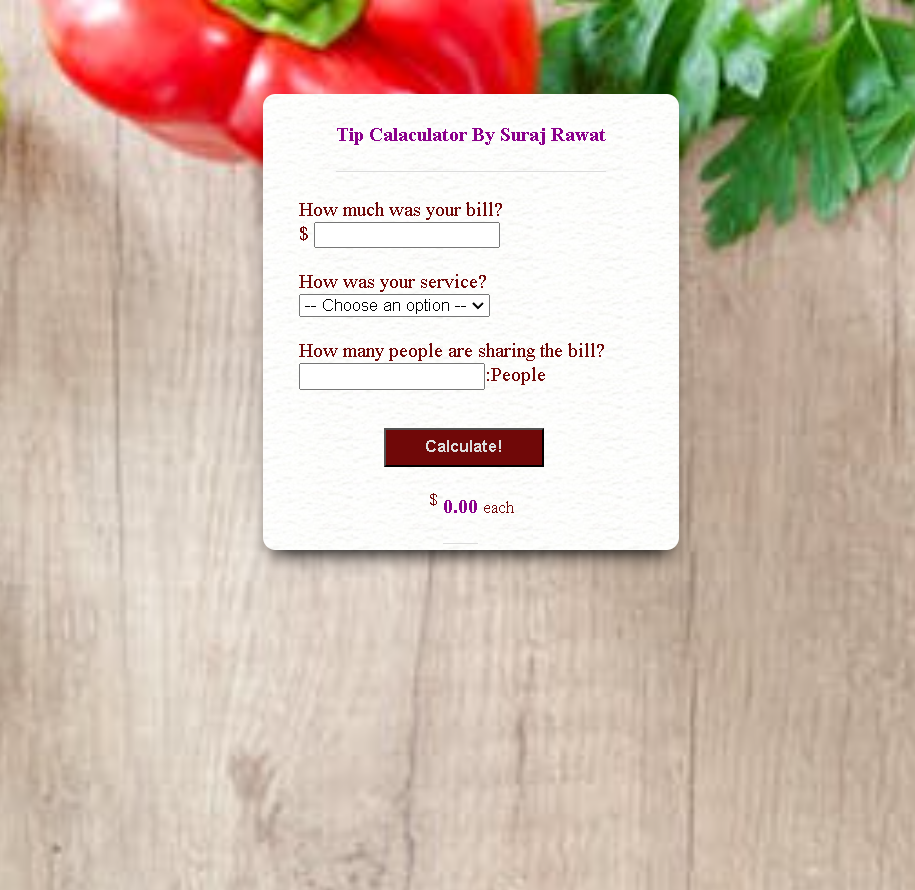 Tip Calaculator By Suraj Rawat
How much was your bill?
$
How was your service?
-- Choose an option --
How many people are sharing the bill?
:People
Calculate!
$ 0.00 each